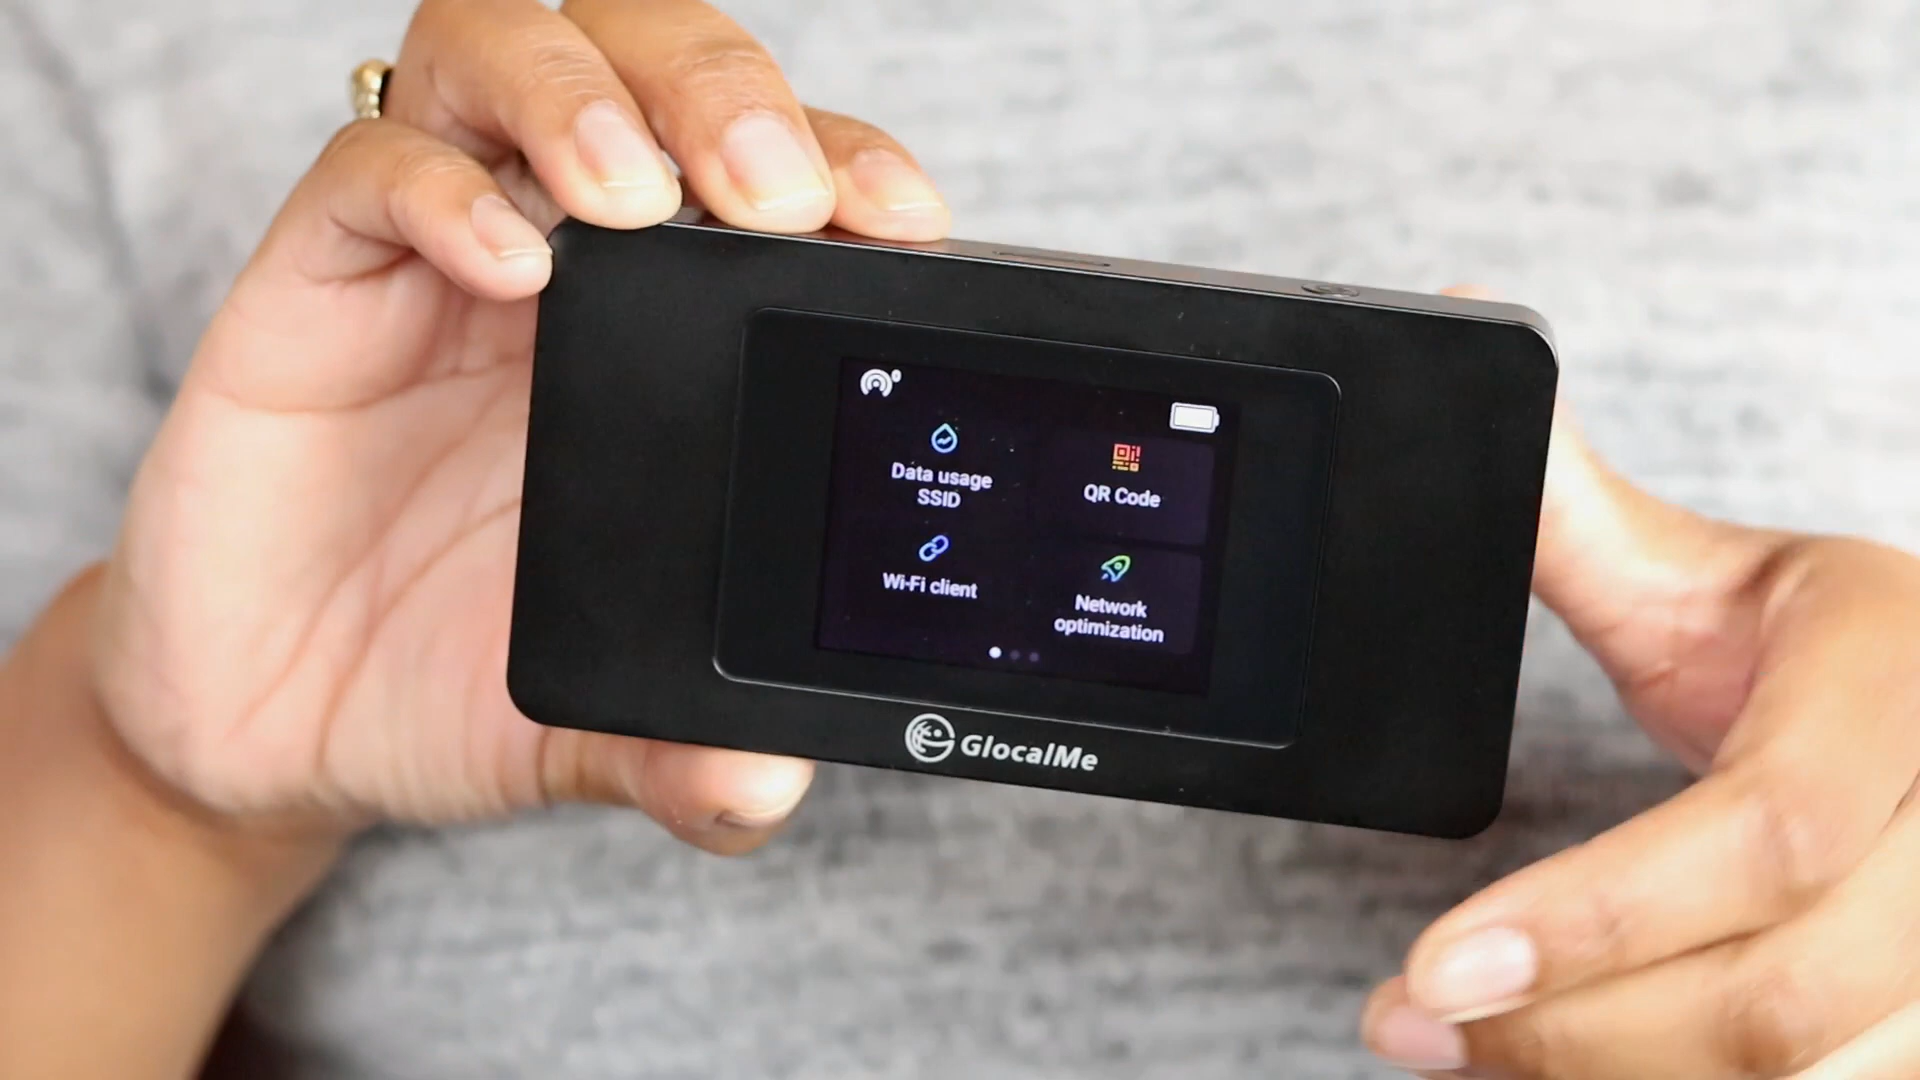 Data usage
SSID
QR Code
Wi-Fi client
Network
optimization
GlocalMe